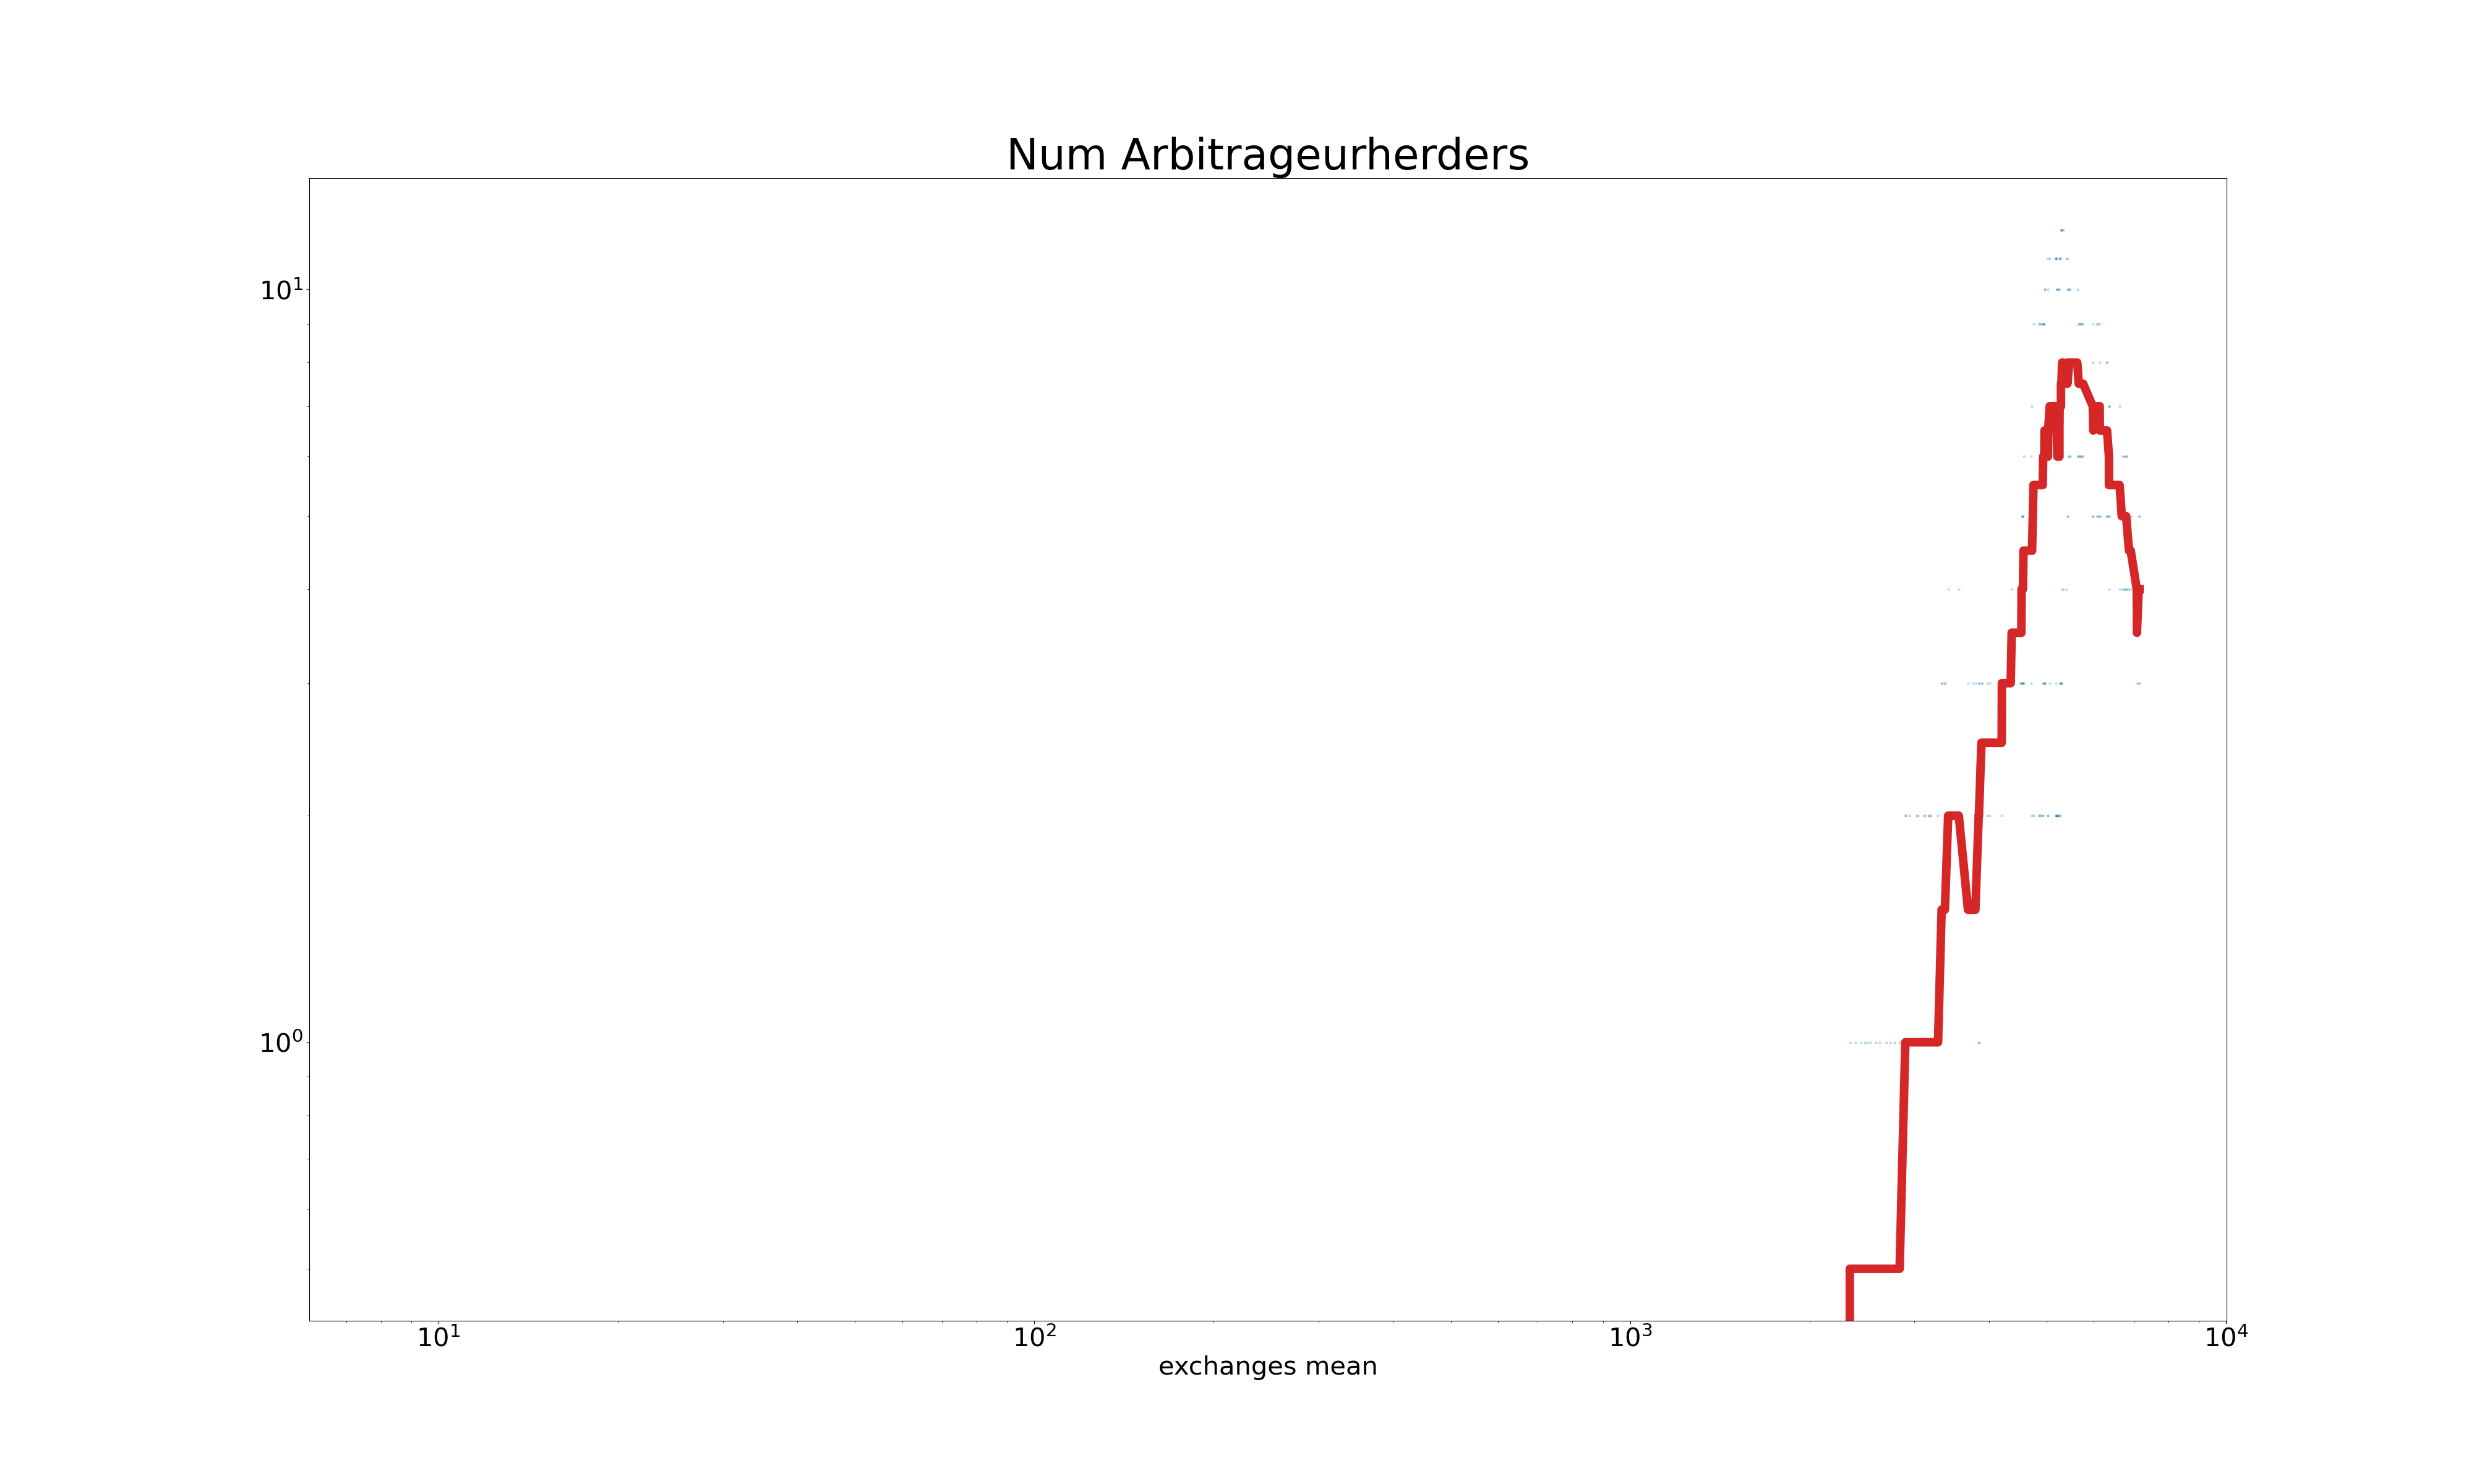 Num Arbitrageurherders
10¹
10⁰
10¹ 10² 10³ 10⁴
exchanges mean